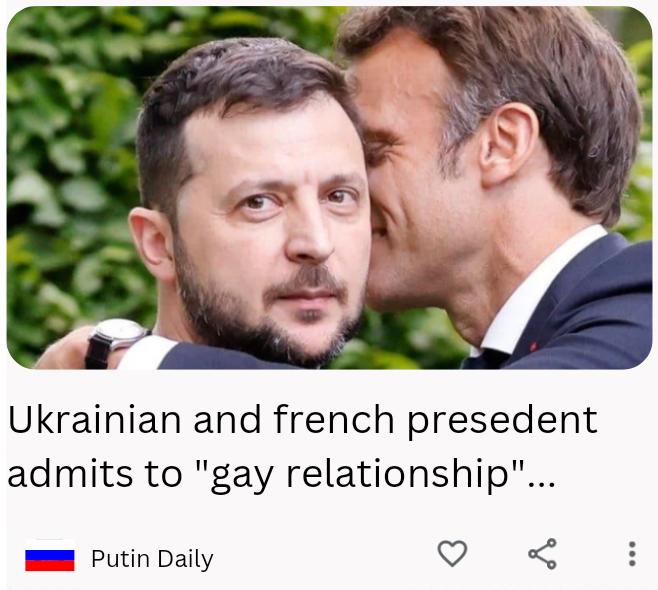 Ukrainian and french presedent
admits to "gay relationship"...
Putin Daily